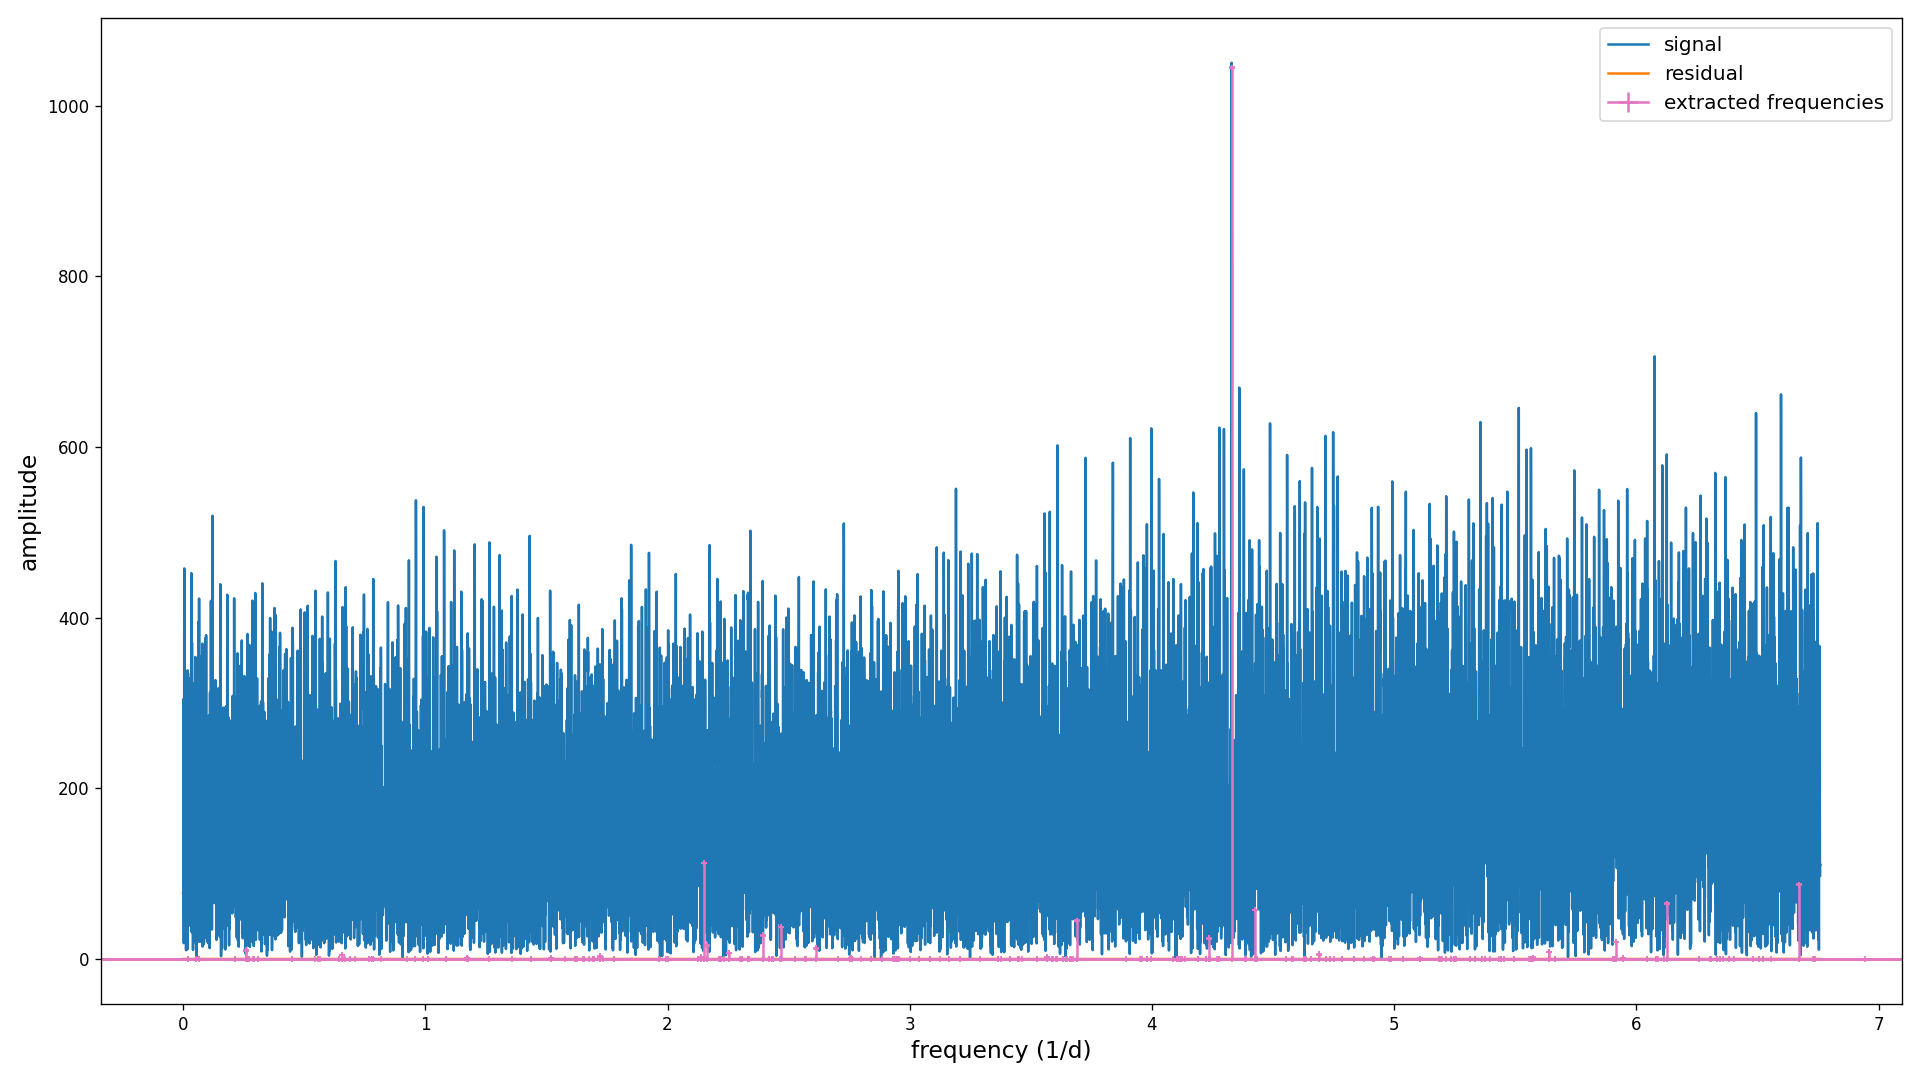 signal
residual
extracted frequencies
1000
800
600
400
200
0
amplitude
0 1 2 3 4 5 6 7
frequency (1/d)